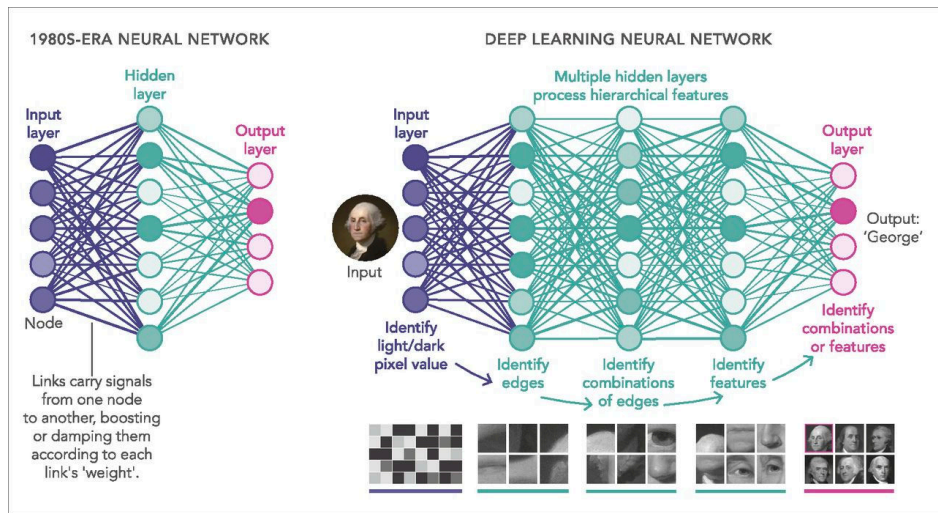 1980S-ERA NEURAL NETWORK
Hidden
layer
Input
layer
Output
layer
Node
Links carry signals
from one node
to another, boosting
or damping them
according to each
link's 'weight'.
DEEP LEARNING NEURAL NETWORK
Multiple hidden layers
process hierarchical features
Input
layer
Output
layer
Input
Output:
'George'
Identify
light/dark
pixel value
Identify
edges
Identify
combinations
of edges
Identify
features
Identify
combinations
or features